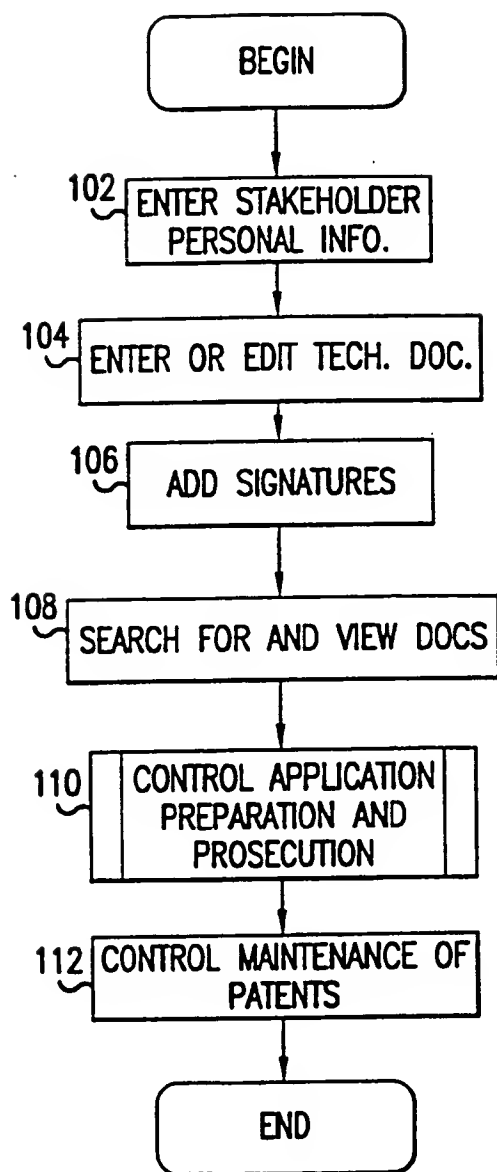 BEGIN
102
ENTER STAKEHOLDER
PERSONAL INFO.
104
ENTER OR EDIT TECH. DOC.
106
ADD SIGNATURES
108
SEARCH FOR AND VIEW DOCS
110
CONTROL APPLICATION
PREPARATION AND
PROSECUTION
112
CONTROL MAINTENANCE OF
PATENTS
END